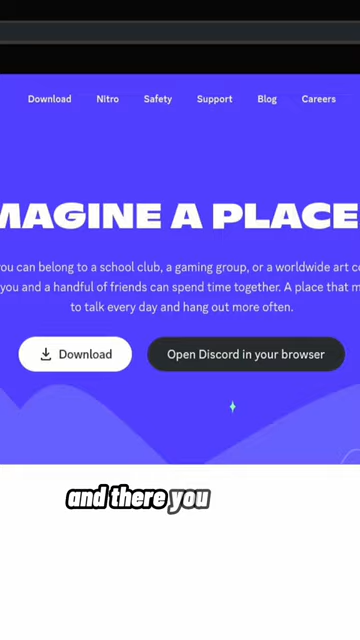 Download Nitro Safety Support Blog Careers
MAGINE A PLACE
you can belong to a school club, a gaming group, or a worldwide art co
you and a handful of friends can spend time together. A place that m
to talk every day and hang out more often.
Download Open Discord in your browser
and there you